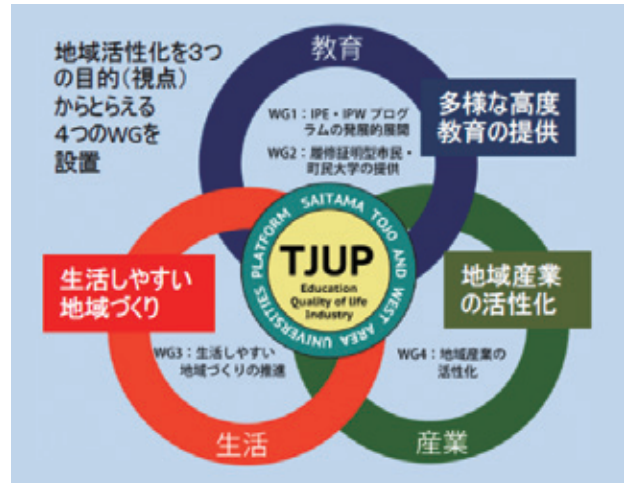 地域活性化を3つ
の目的(視点)
からとらえる
4つのWGを
設置
教育
WG1：IPE・IPW プログ
ラムの発展的展開
WG2：履修証明型市民・
町民大学の提供
多様な高度
教育の提供
SAITAMA TOJO AND WEST AREA UNIVERSITIES PLATFORM
TJUP
Education
Quality of life
Industry
生活しやすい
地域づくり
WG3：生活しやすい
地域づくりの推進
生活
地域産業
の活性化
WG4：地域産業の
活性化
産業